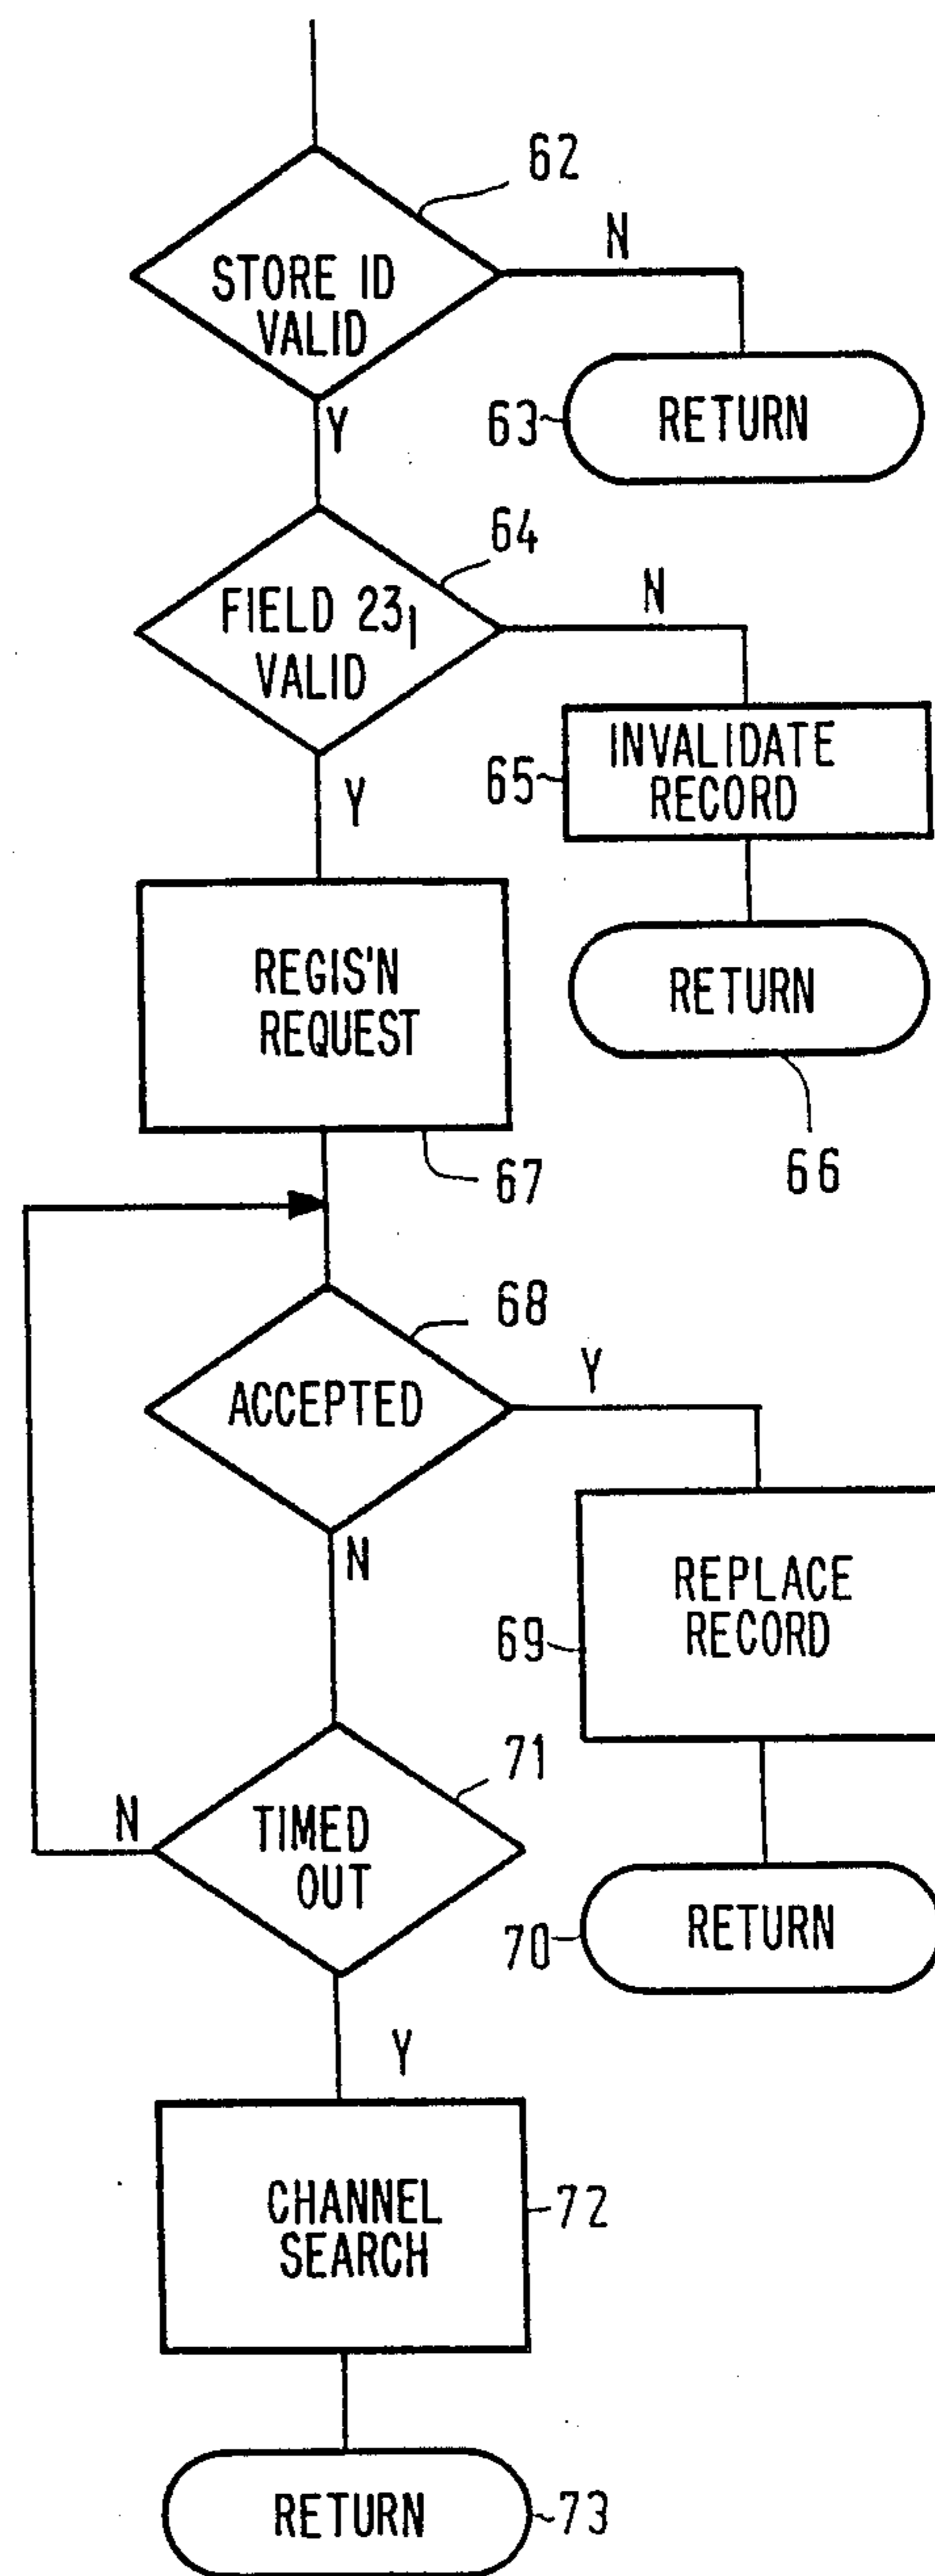 62
N
STORE ID
VALID
63
RETURN
Y
64
N
FIELD 23₁
VALID
INVALIDATE
RECORD
65
Y
RETURN
REGIS'N
REQUEST
66
67
68
Y
ACCEPTED
N
REPLACE
RECORD
69
71
N
TIMED
OUT
70
RETURN
Y
CHANNEL
SEARCH
72
RETURN
73